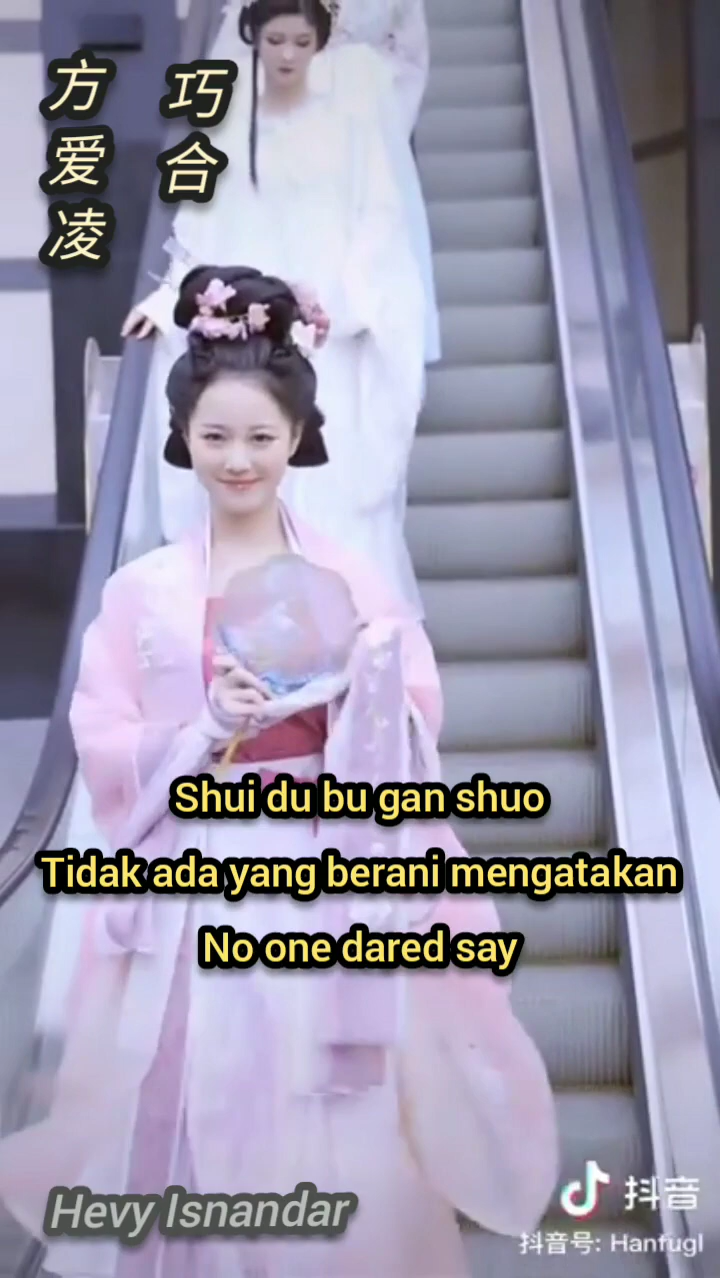 方爱凌
巧合
Shui du bu gan shuo
Tidak ada yang berani mengatakan
No one dared say
Hevy Isnandar
抖音
抖音号: Hanfugl